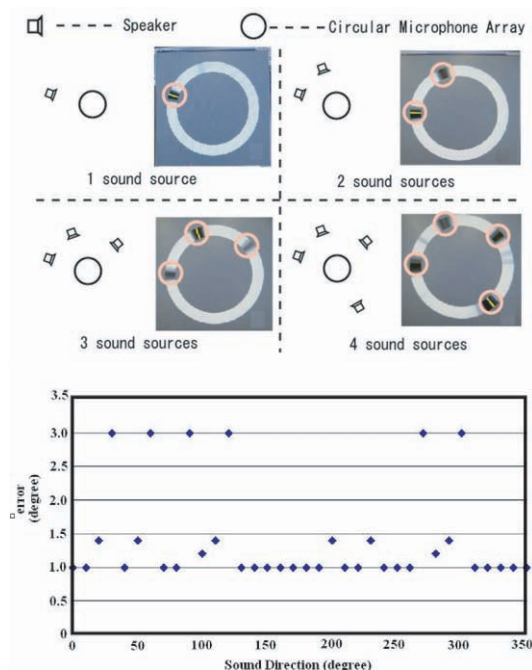 Speaker
Circular Microphone Array
1 sound source
2 sound sources
3 sound sources
4 sound sources
3.5
3.0
2.5
2.0
1.5
1.0
0.5
0
error
(degree)
0 50 100 150 200 250 300 350
Sound Direction (degree)